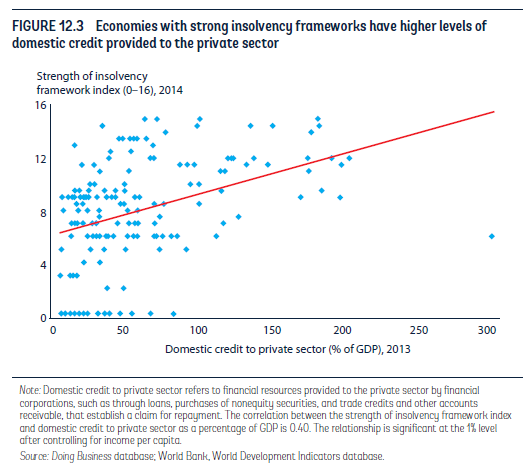 FIGURE 12.3 Economies with strong insolvency frameworks have higher levels of
domestic credit provided to the private sector
Strength of insolvency
framework index (0–16), 2014
16
12
8
4
0
0 50 100 150 200 250 300
Domestic credit to private sector (% of GDP), 2013
Note: Domestic credit to private sector refers to financial resources provided to the private sector by financial
corporations, such as through loans, purchases of nonequity securities, and trade credits and other accounts
receivable, that establish a claim for repayment. The correlation between the strength of insolvency framework index
and domestic credit to private sector as a percentage of GDP is 0.40. The relationship is significant at the 1% level
after controlling for income per capita.
Source: Doing Business database; World Bank, World Development Indicators database.